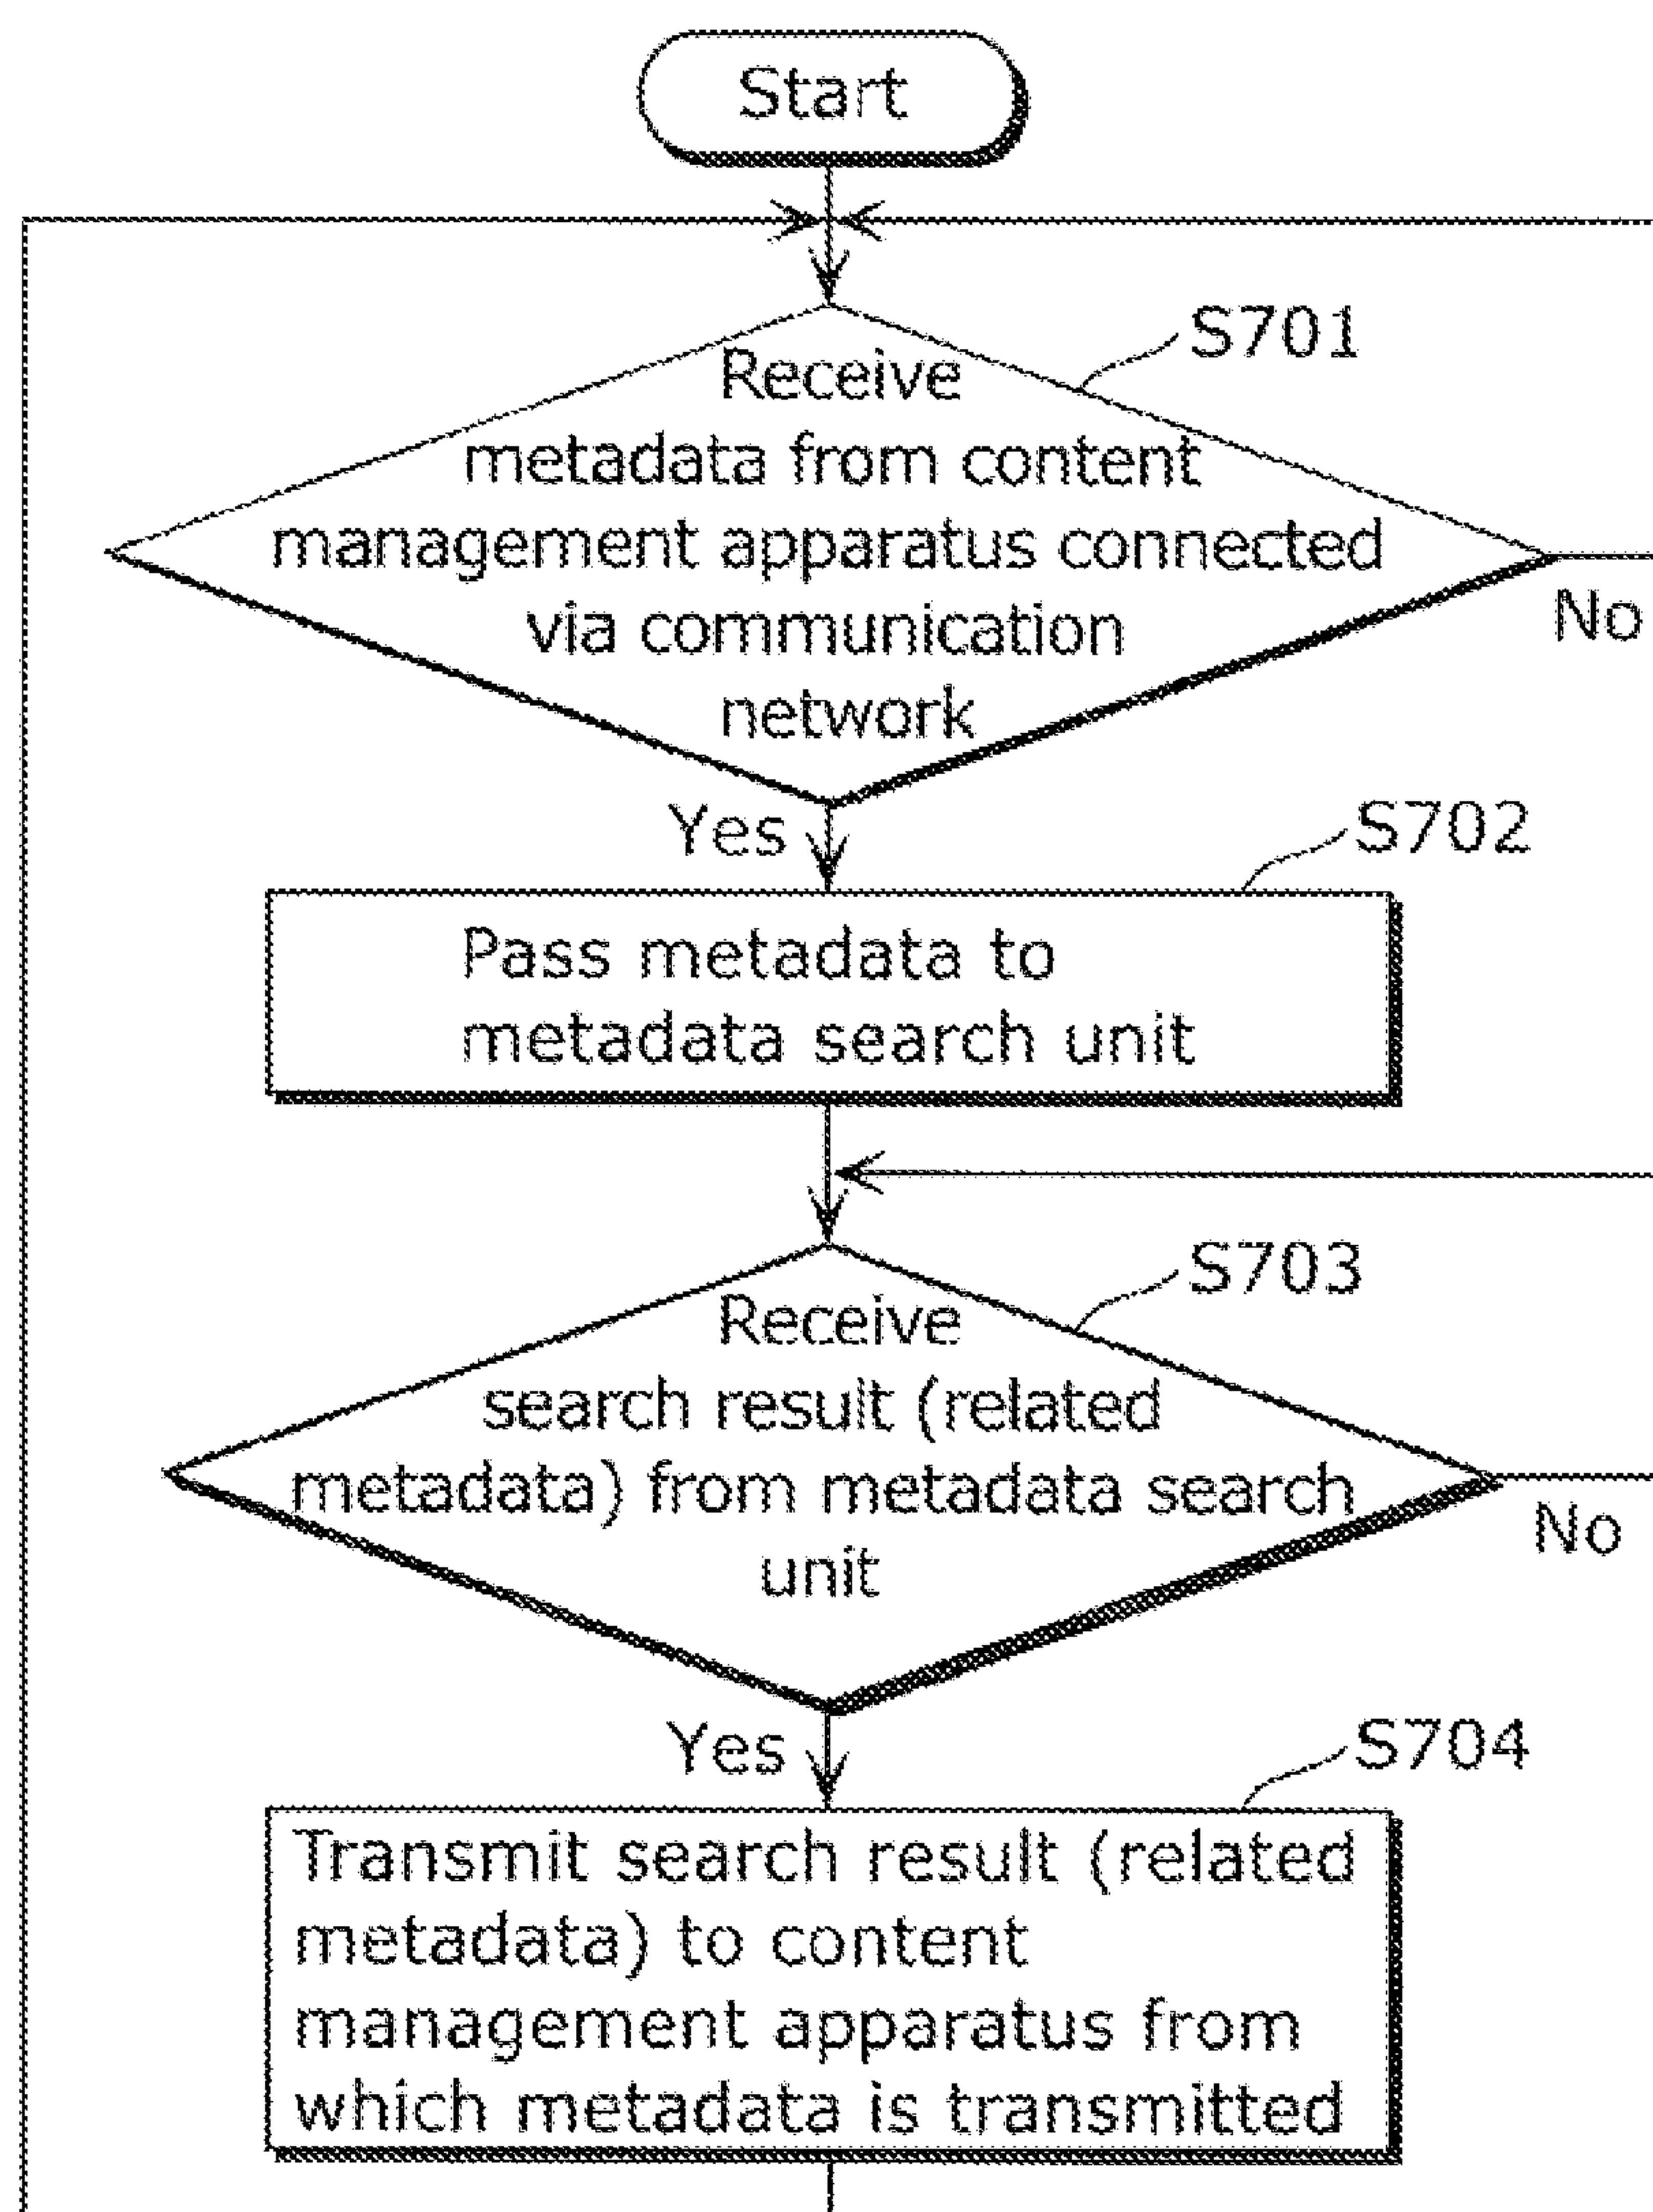 Start
S701
Receive
metadata from content
management apparatus connected
via communication
network
No
Yes
S702
Pass metadata to
metadata search unit
S703
Receive
search result (related
metadata) from metadata search
unit
No
Yes
S704
Transmit search result (related
metadata) to content
management apparatus from
which metadata is transmitted